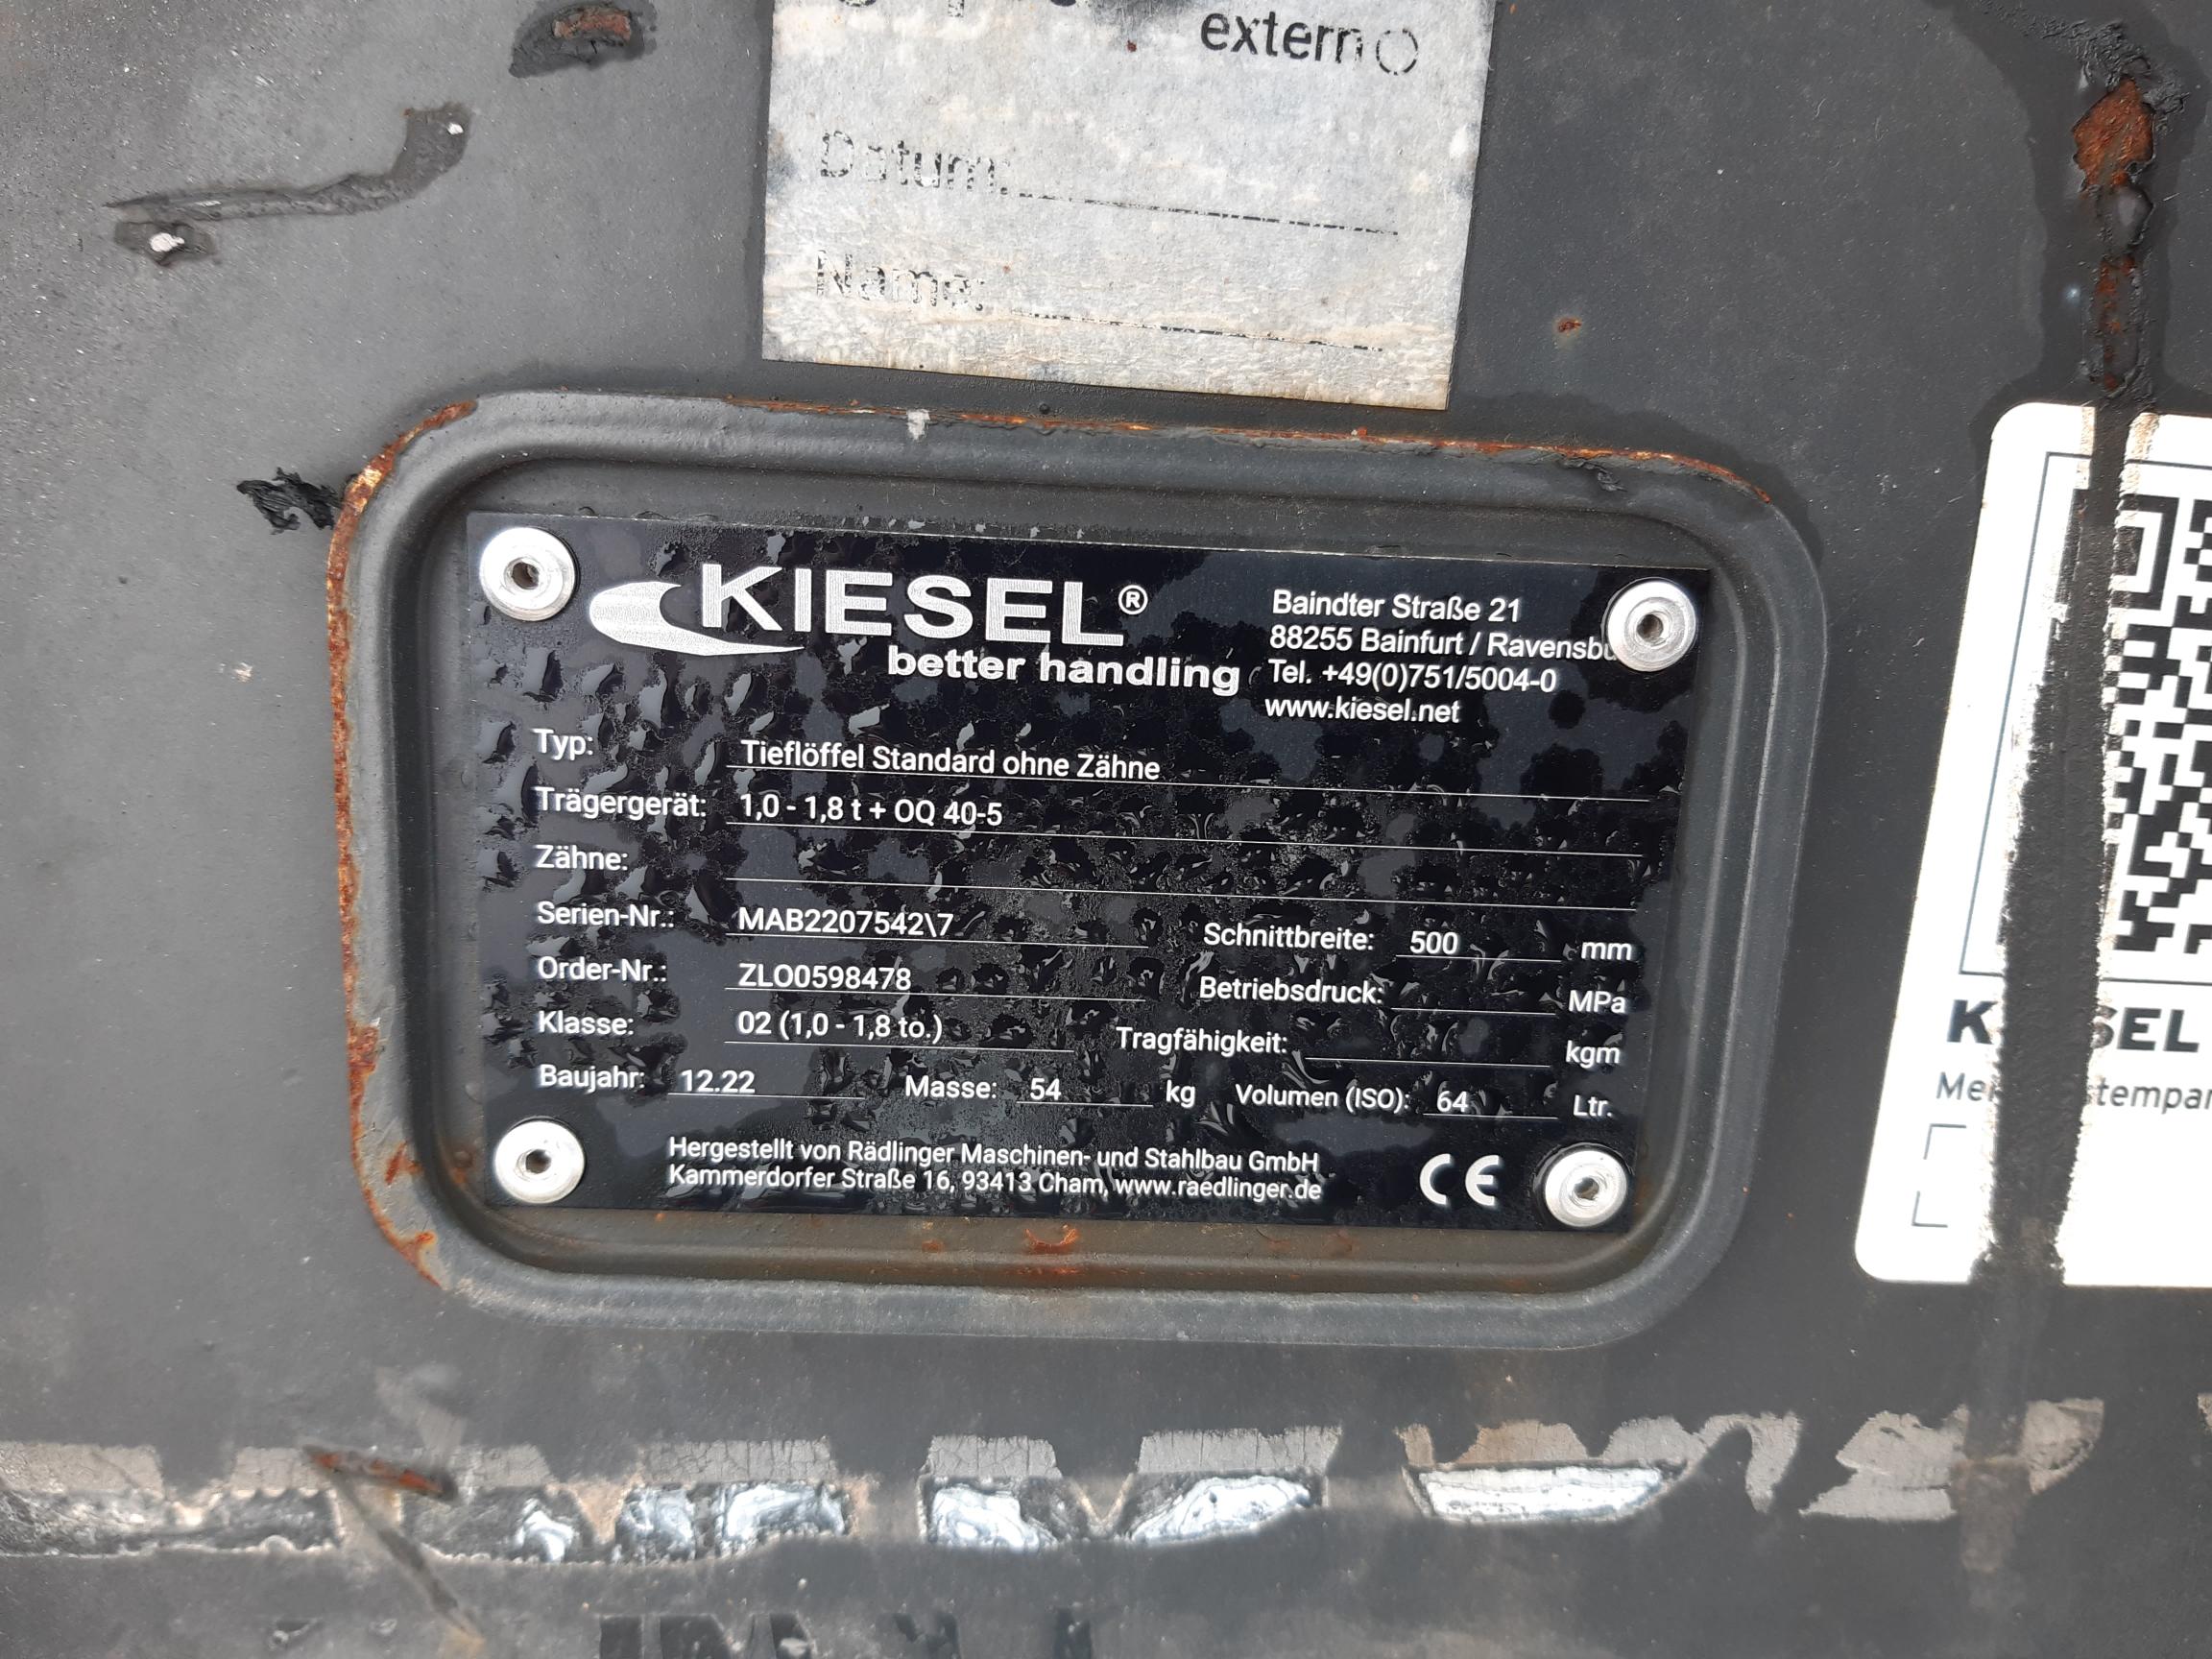 extern
Datum:
Name:
KIESEL®
better handling
Baindter Straße 21
88255 Bainfurt / Ravensbu
Tel. +49(0)751/5004-0
www.kiesel.net
Typ: Tieflöffel Standard ohne Zähne
Trägergerät: 1,0 - 1,8 t + OQ 40-5
Zähne:
Serien-Nr.: MAB2207542\7 Schnittbreite: 500 mm
Order-Nr.: ZLO0598478 Betriebsdruck: MPa
Klasse: 02 (1,0 - 1,8 to.) Tragfähigkeit: kgm
Baujahr: 12.22 Masse: 54 kg Volumen (ISO): 64 Ltr.
Hergestellt von Rädlinger Maschinen- und Stahlbau GmbH
Kammerdorfer Straße 16, 93413 Cham, www.raedlinger.de
CE
K SEL
Me stempar